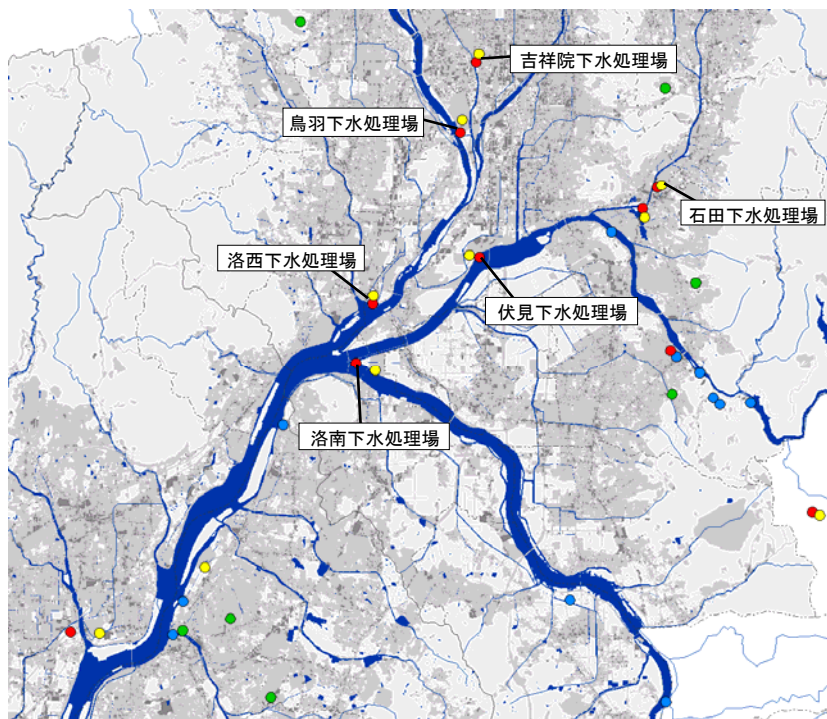 吉祥院下水処理場
鳥羽下水処理場
石田下水処理場
洛西下水処理場
伏見下水処理場
洛南下水処理場